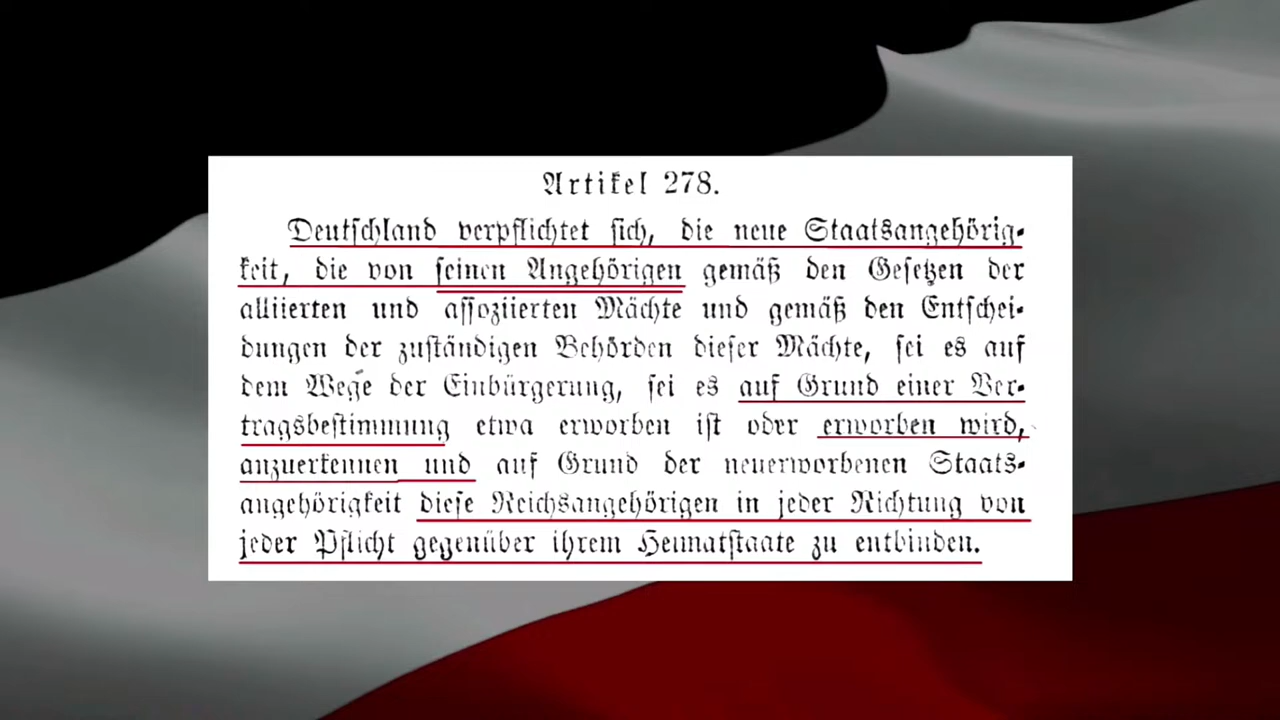 Artikel 278.
Deutschland verpflichtet sich, die neue Staatsangehörig-
keit, die von seinen Angehörigen gemäß den Gesetzen der
alliierten und assoziierten Mächte und gemäß den Entschei-
dungen der zuständigen Behörden dieser Mächte, sei es auf
dem Wege der Einbürgerung, sei es auf Grund einer Ver-
tragsbestimmung etwa erworben ist oder erworben wird,
anzuerkennen und auf Grund der neuerworbenen Staats-
angehörigkeit diese Reichsangehörigen in jeder Richtung von
jeder Pflicht gegenüber ihrem Heimatstaate zu entbinden.